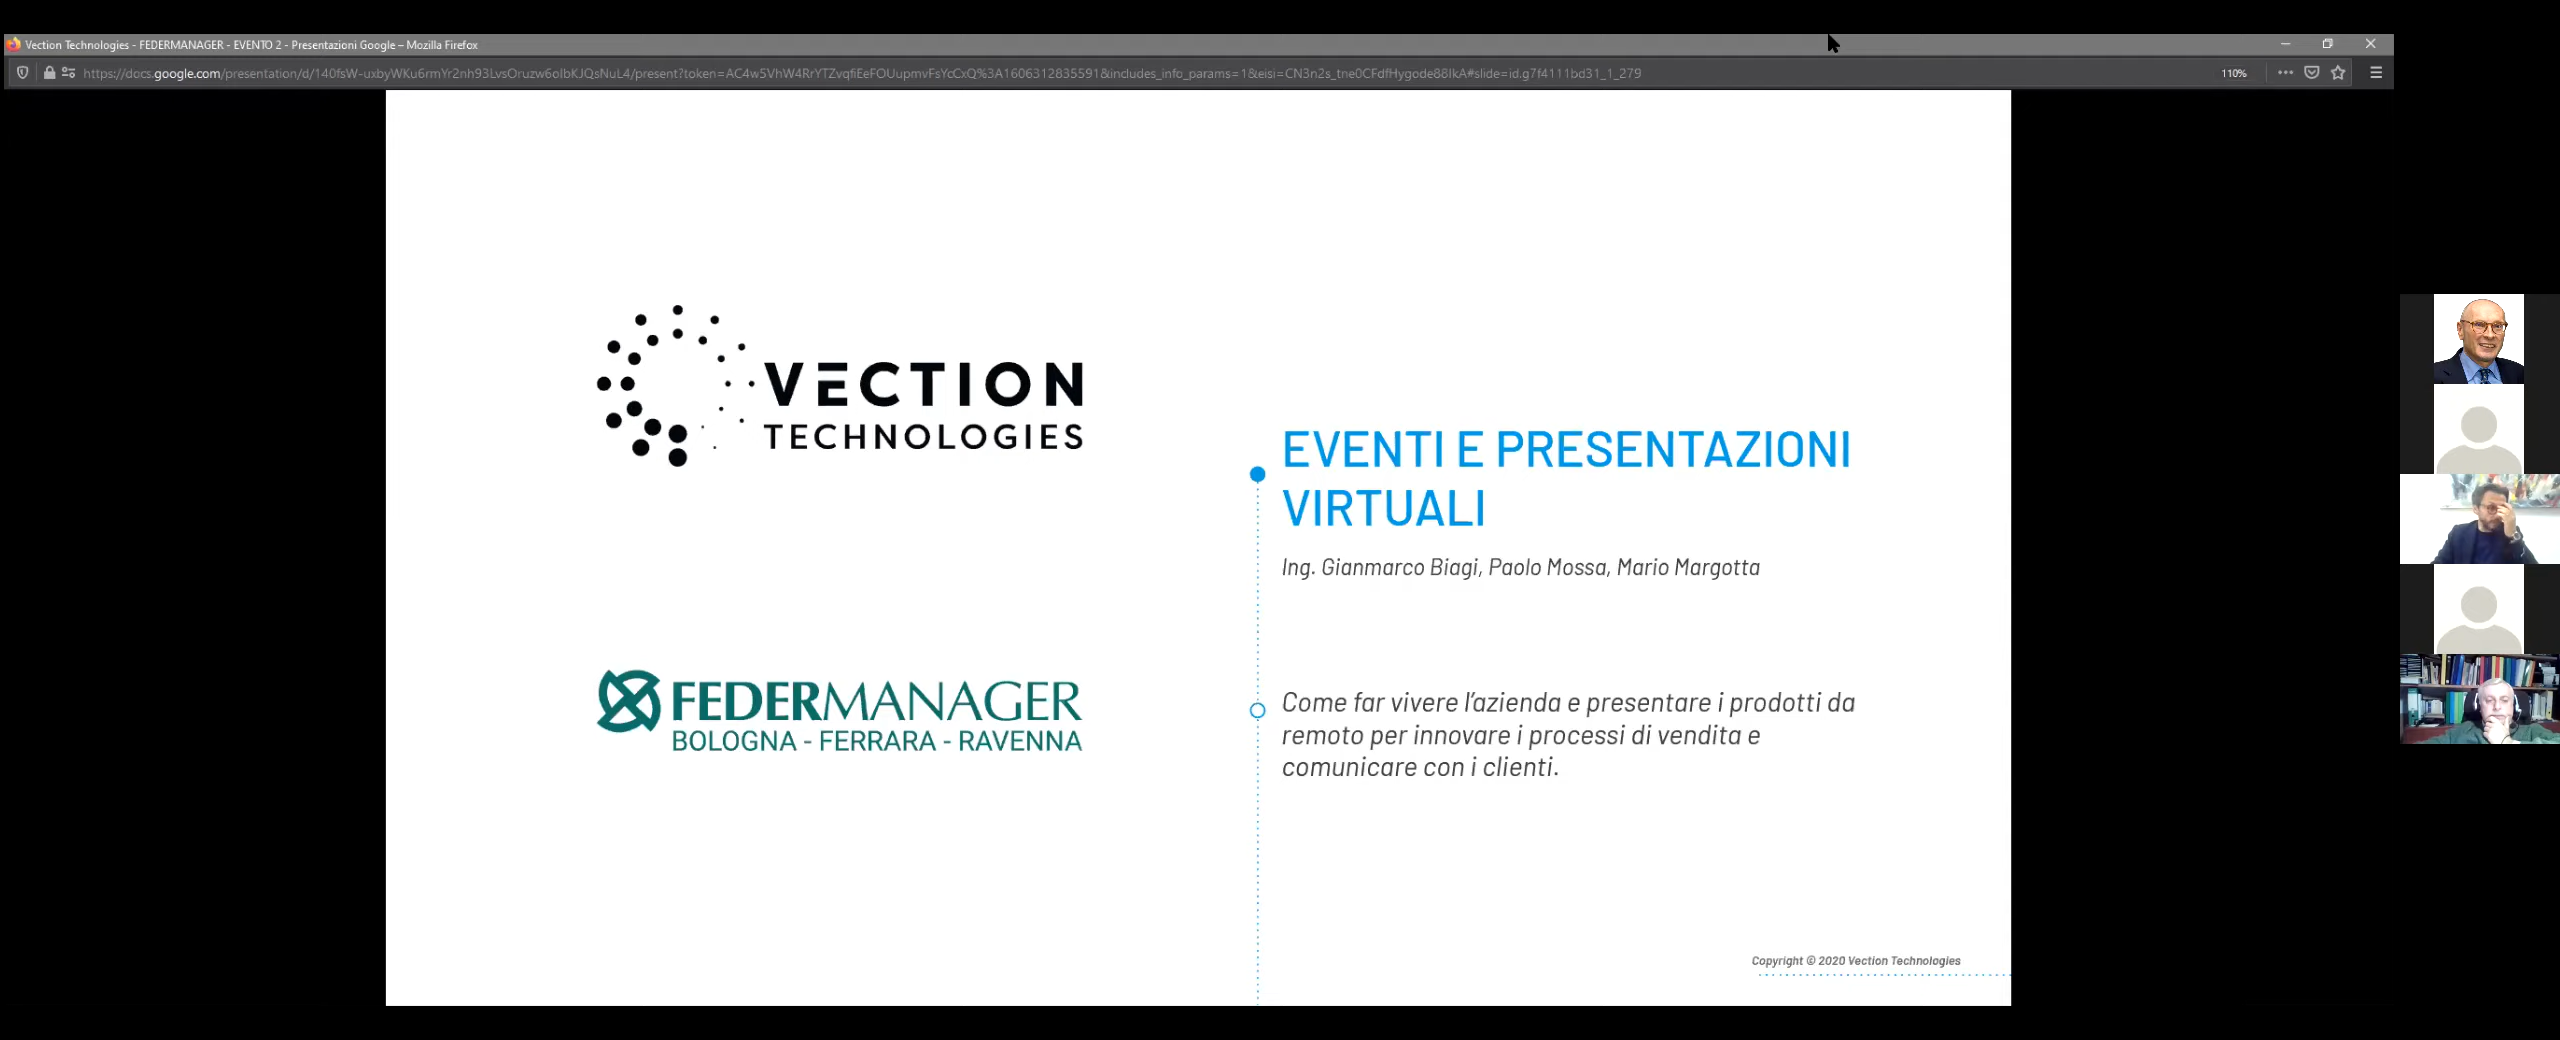 Vection Technologies - FEDERMANAGER - EVENTO 2 - Presentazioni Google – Mozilla Firefox
110%
VECTION
TECHNOLOGIES
EVENTI E PRESENTAZIONI
VIRTUALI
Ing. Gianmarco Biagi, Paolo Mossa, Mario Margotta
FEDERMANAGER
BOLOGNA - FERRARA - RAVENNA
Come far vivere l'azienda e presentare i prodotti da
remoto per innovare i processi di vendita e
comunicare con i clienti.
Copyright © 2020 Vection Technologies